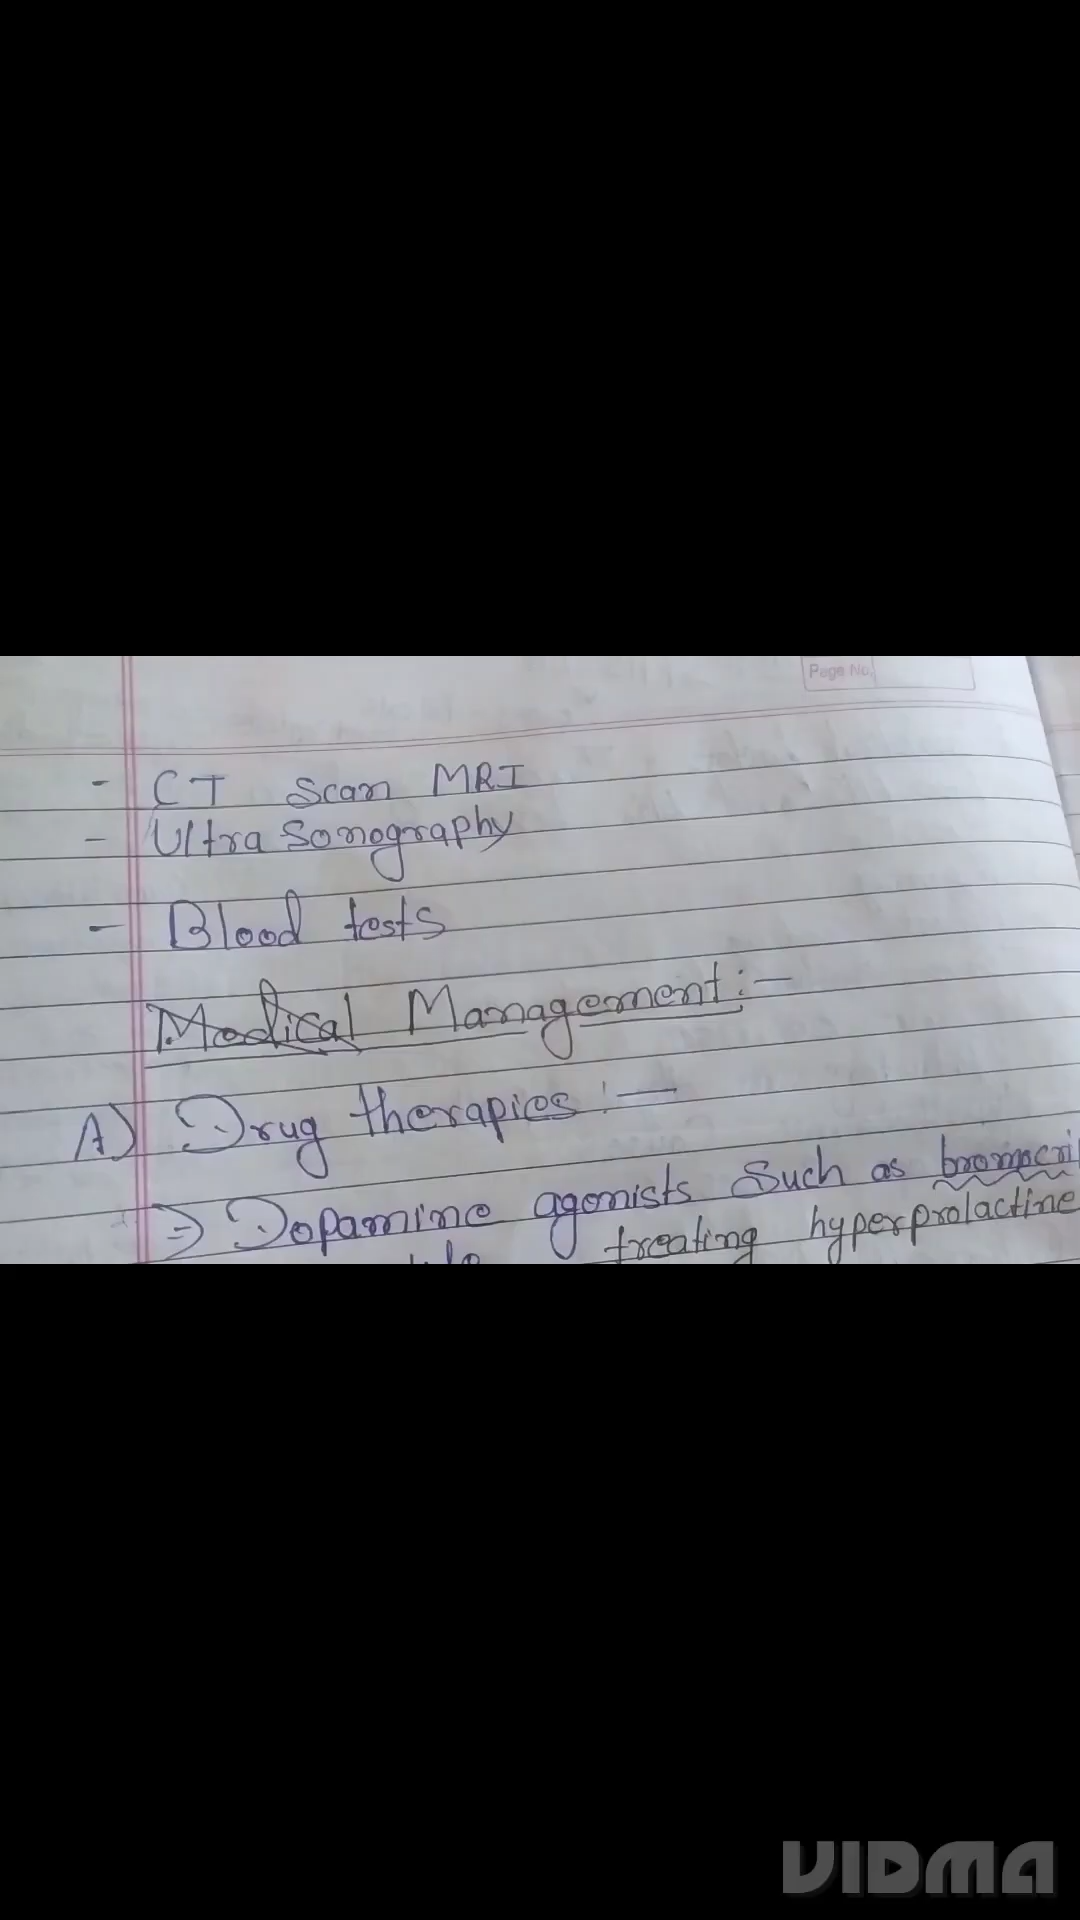 Page No.
- CT Scan MRI
- Ultra Sonography
- Blood tests
Medical Management :-
A) Drug therapies :-
=> Dopamine agonists Such as bromocri
treating hyperprolactine
VIDMA